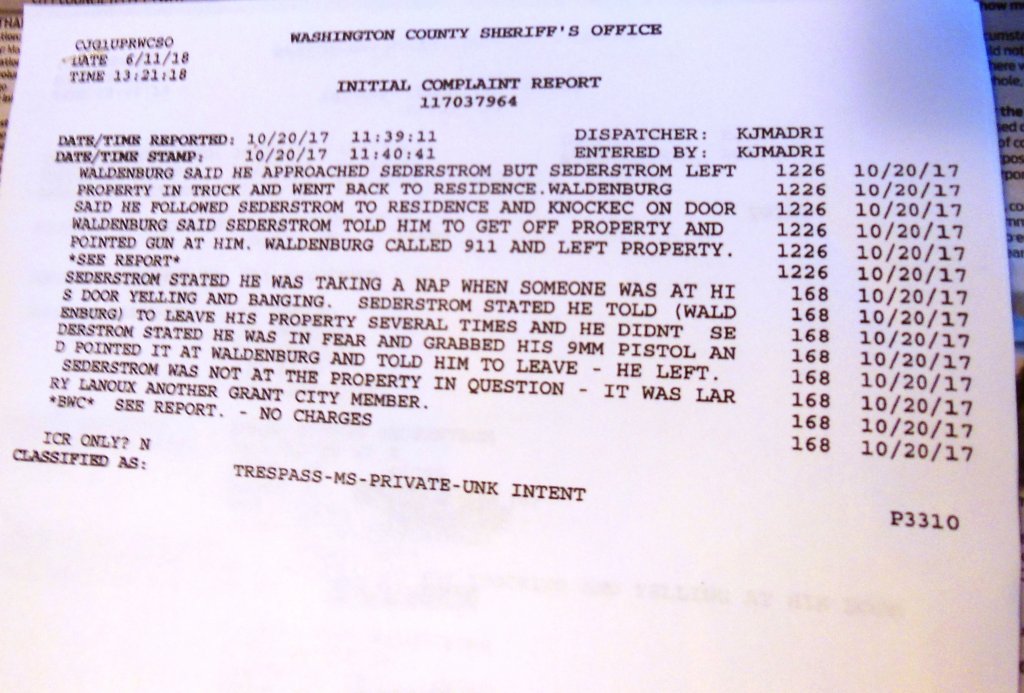 CJG1UPRWCSO
WASHINGTON COUNTY SHERIFF'S OFFICE
DATE 6/11/18
TIME 13:21:18
INITIAL COMPLAINT REPORT
117037964
DATE/TIME REPORTED: 10/20/17 11:39:11 DISPATCHER: KJMADRI
DATE/TIME STAMP: 10/20/17 11:40:41 ENTERED BY: KJMADRI
WALDENBURG SAID HE APPROACHED SEDERSTROM BUT SEDERSTROM LEFT 1226 10/20/17
PROPERTY IN TRUCK AND WENT BACK TO RESIDENCE.WALDENBURG 1226 10/20/17
SAID HE FOLLOWED SEDERSTROM TO RESIDENCE AND KNOCKEC ON DOOR 1226 10/20/17
WALDENBURG SAID SEDERSTROM TOLD HIM TO GET OFF PROPERTY AND 1226 10/20/17
POINTED GUN AT HIM. WALDENBURG CALLED 911 AND LEFT PROPERTY. 1226 10/20/17
*SEE REPORT* 1226 10/20/17
SEDERSTROM STATED HE WAS TAKING A NAP WHEN SOMEONE WAS AT HI 168 10/20/17
S DOOR YELLING AND BANGING. SEDERSTROM STATED HE TOLD (WALD 168 10/20/17
ENBURG) TO LEAVE HIS PROPERTY SEVERAL TIMES AND HE DIDNT SE 168 10/20/17
DERSTROM STATED HE WAS IN FEAR AND GRABBED HIS 9MM PISTOL AN 168 10/20/17
D POINTED IT AT WALDENBURG AND TOLD HIM TO LEAVE - HE LEFT. 168 10/20/17
SEDERSTROM WAS NOT AT THE PROPERTY IN QUESTION - IT WAS LAR 168 10/20/17
RY LANOUX ANOTHER GRANT CITY MEMBER. 168 10/20/17
*BWC* SEE REPORT. - NO CHARGES 168 10/20/17
ICR ONLY? N
CLASSIFIED AS:
TRESPASS-MS-PRIVATE-UNK INTENT
P3310